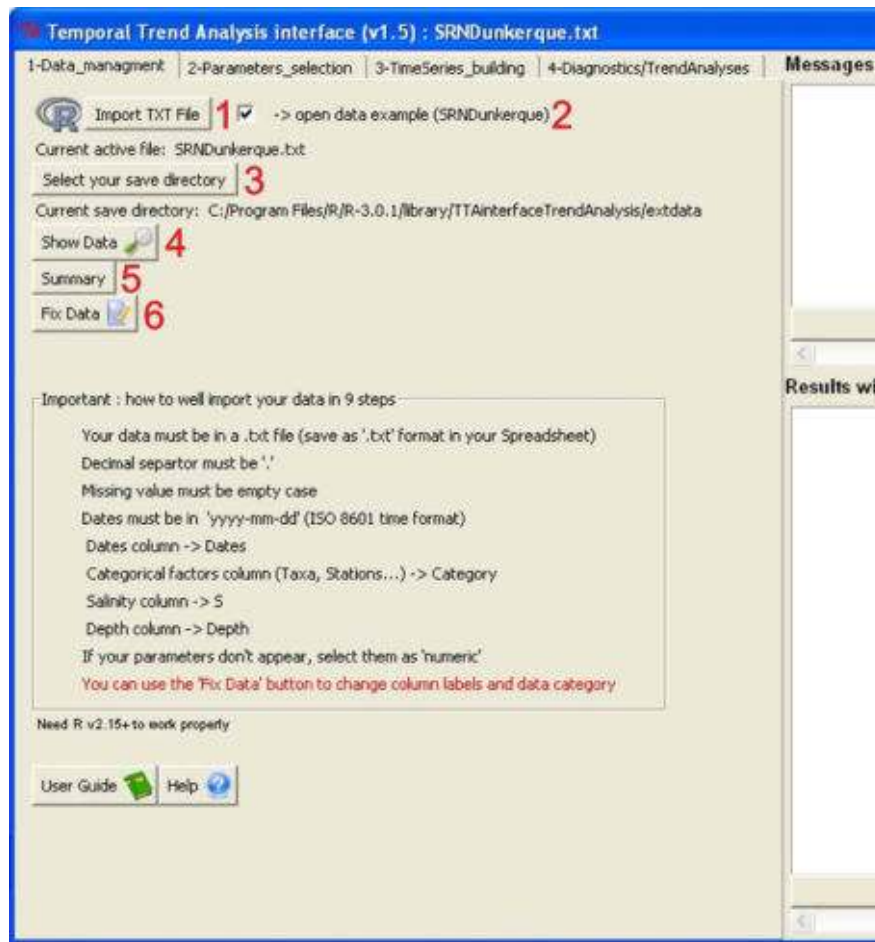 Temporal Trend Analysis interface (v1.5) : SRNDunkerque.txt
1-Data_managment 2-Parameters_selection 3-TimeSeries_building 4-Diagnostics/TrendAnalyses Messages
R Import TXT File 1 -> open data example (SRNDunkerque) 2
Current active file: SRNDunkerque.txt
Select your save directory 3
Current save directory: C:/Program Files/R/R-3.0.1/library/TTAinterfaceTrendAnalysis/extdata
Show Data 4
Summary 5
Fix Data 6
Results wi
Important : how to well import your data in 9 steps
Your data must be in a .txt file (save as '.txt' format in your Spreadsheet)
Decimal separtor must be '.'
Missing value must be empty case
Dates must be in 'yyyy-mm-dd' (ISO 8601 time format)
Dates column -> Dates
Categorical factors column (Taxa, Stations...) -> Category
Salinity column -> S
Depth column -> Depth
If your parameters don't appear, select them as 'numeric'
You can use the 'Fix Data' button to change column labels and data category
Need R v2.15+ to work properly
User Guide Help ?